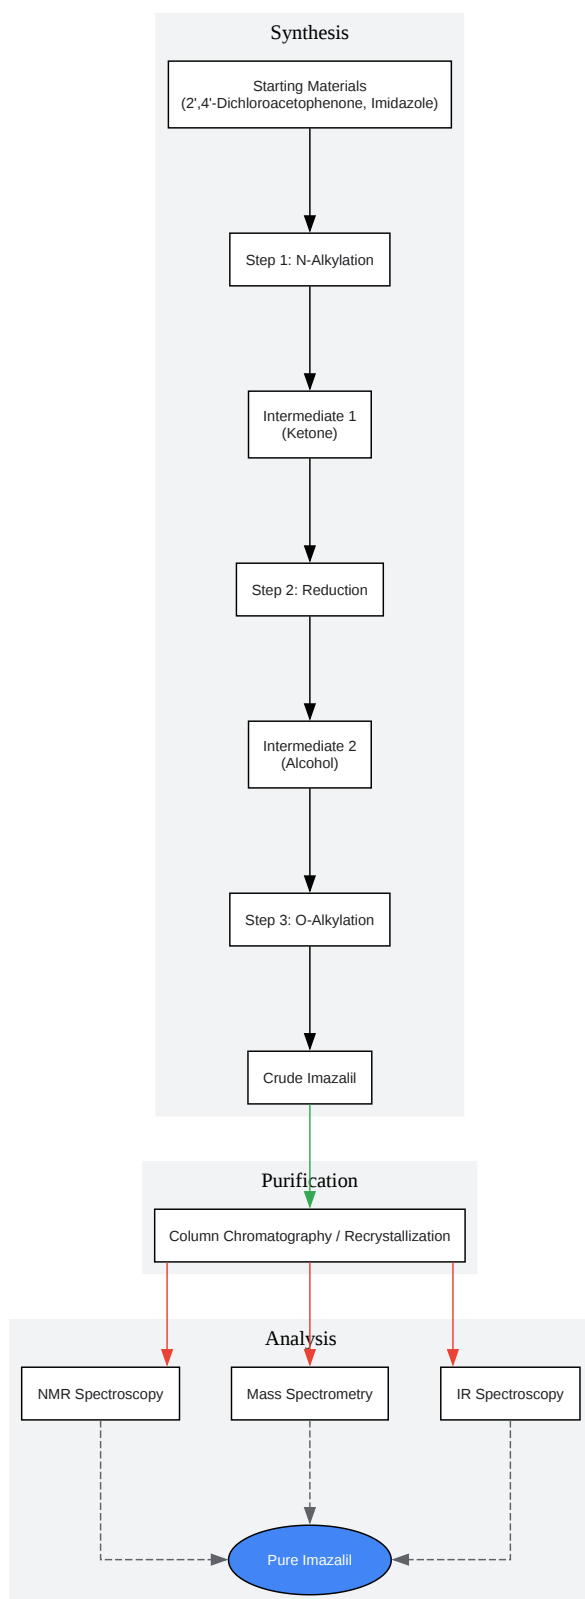 Synthesis
Starting Materials
(2',4'-Dichloroacetophenone, Imidazole)
Step 1: N-Alkylation
Intermediate 1
(Ketone)
Step 2: Reduction
Intermediate 2
(Alcohol)
Step 3: O-Alkylation
Crude Imazalil
Purification
Column Chromatography / Recrystallization
Analysis
NMR Spectroscopy
Mass Spectrometry
IR Spectroscopy
Pure Imazalil